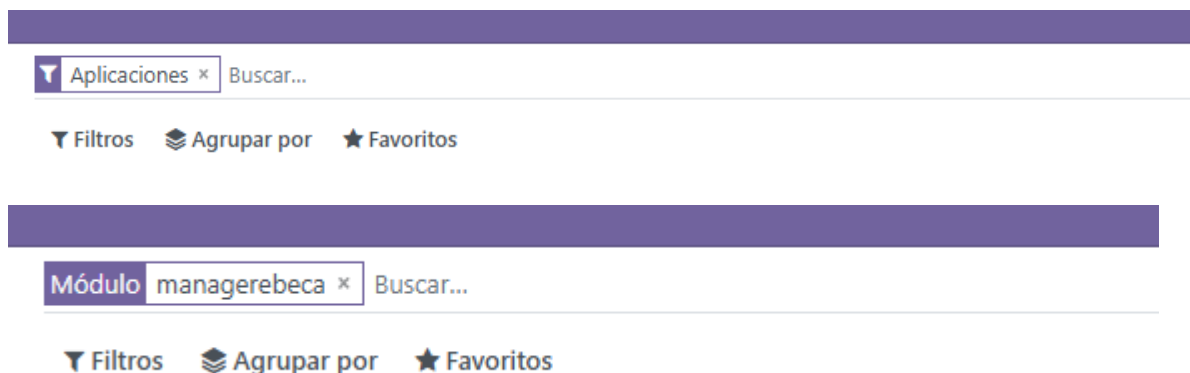 Aplicaciones × Buscar...
Filtros Agrupar por Favoritos
Módulo managerebeca × Buscar...
Filtros Agrupar por Favoritos